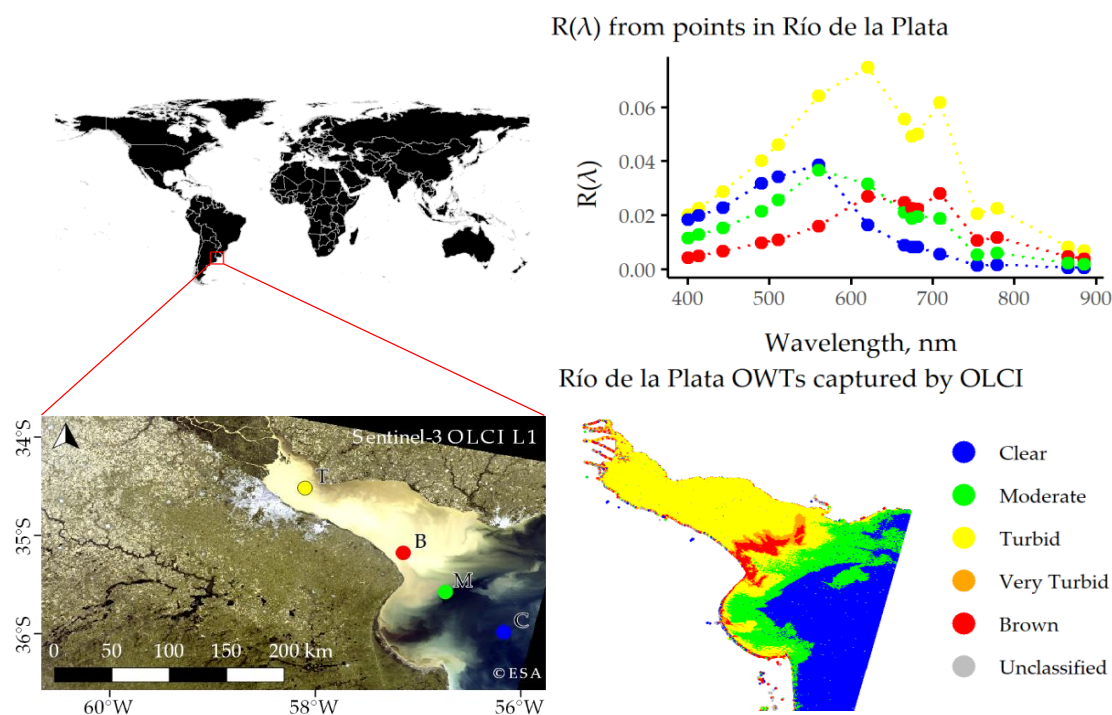 R(λ) from points in Río de la Plata
0.06
0.04
0.02
0.00
R(λ)
400 500 600 700 800 900
Wavelength, nm
Río de la Plata OWTs captured by OLCI
Sentinel-3 OLCI L1
34°S
35°S
36°S
T
B
M
C
0 50 100 150 200 km
©ESA
60°W 58°W 56°W
Clear
Moderate
Turbid
Very Turbid
Brown
Unclassified